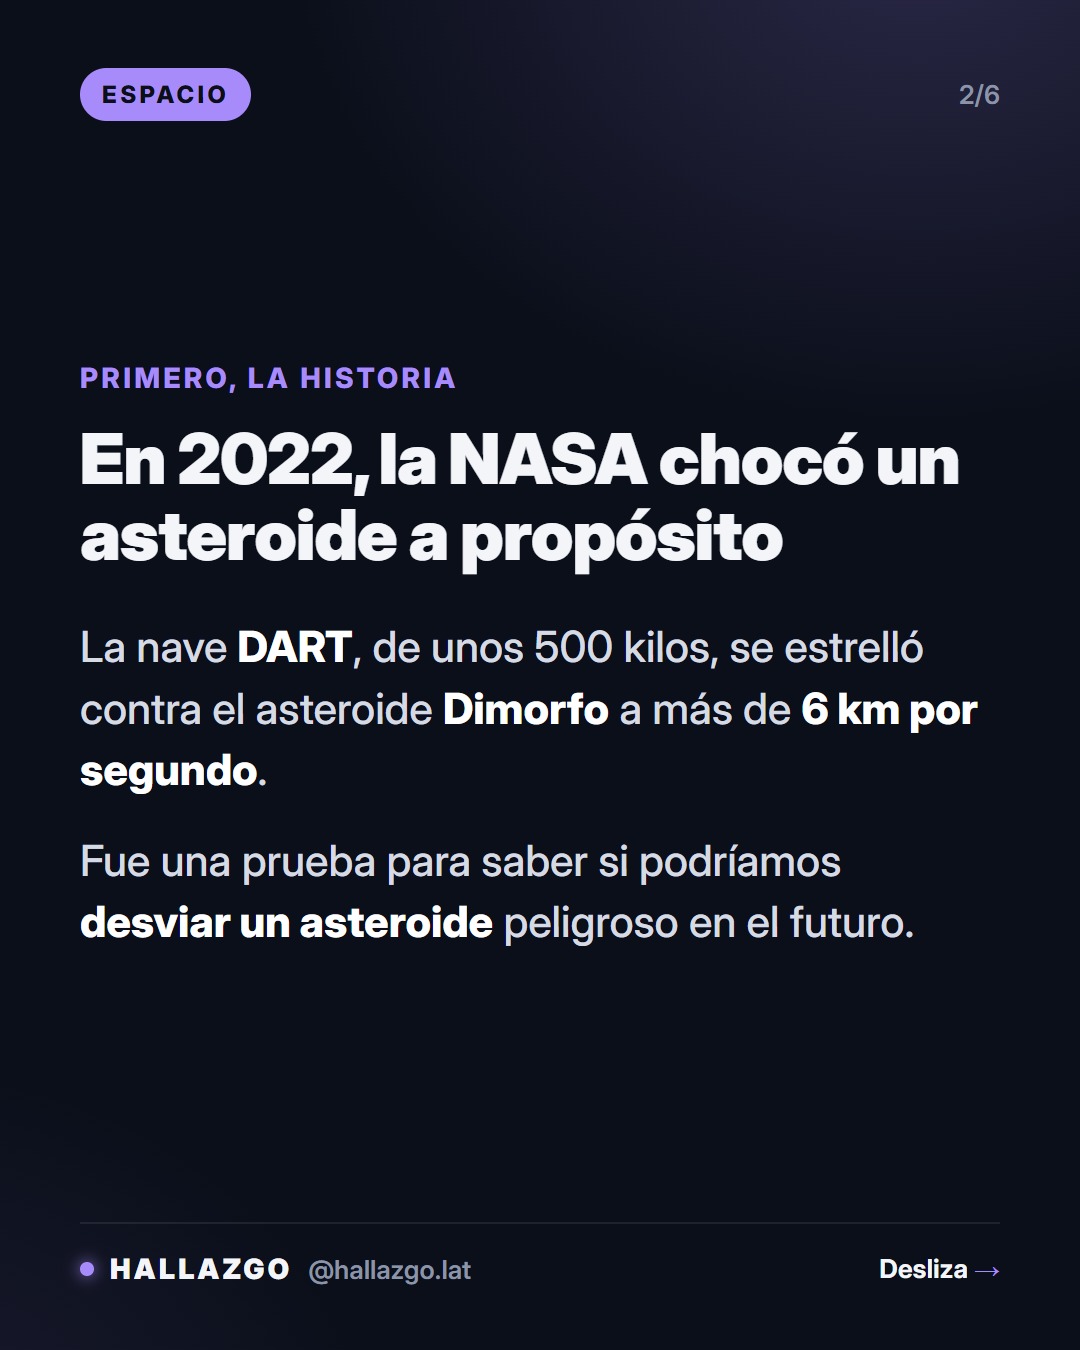 ESPACIO
2/6
PRIMERO, LA HISTORIA
En 2022, la NASA chocó un
asteroide a propósito
La nave DART, de unos 500 kilos, se estrelló
contra el asteroide Dimorfo a más de 6 km por
segundo.
Fue una prueba para saber si podríamos
desviar un asteroide peligroso en el futuro.
HALLAZGO @hallazgo.lat
Desliza →